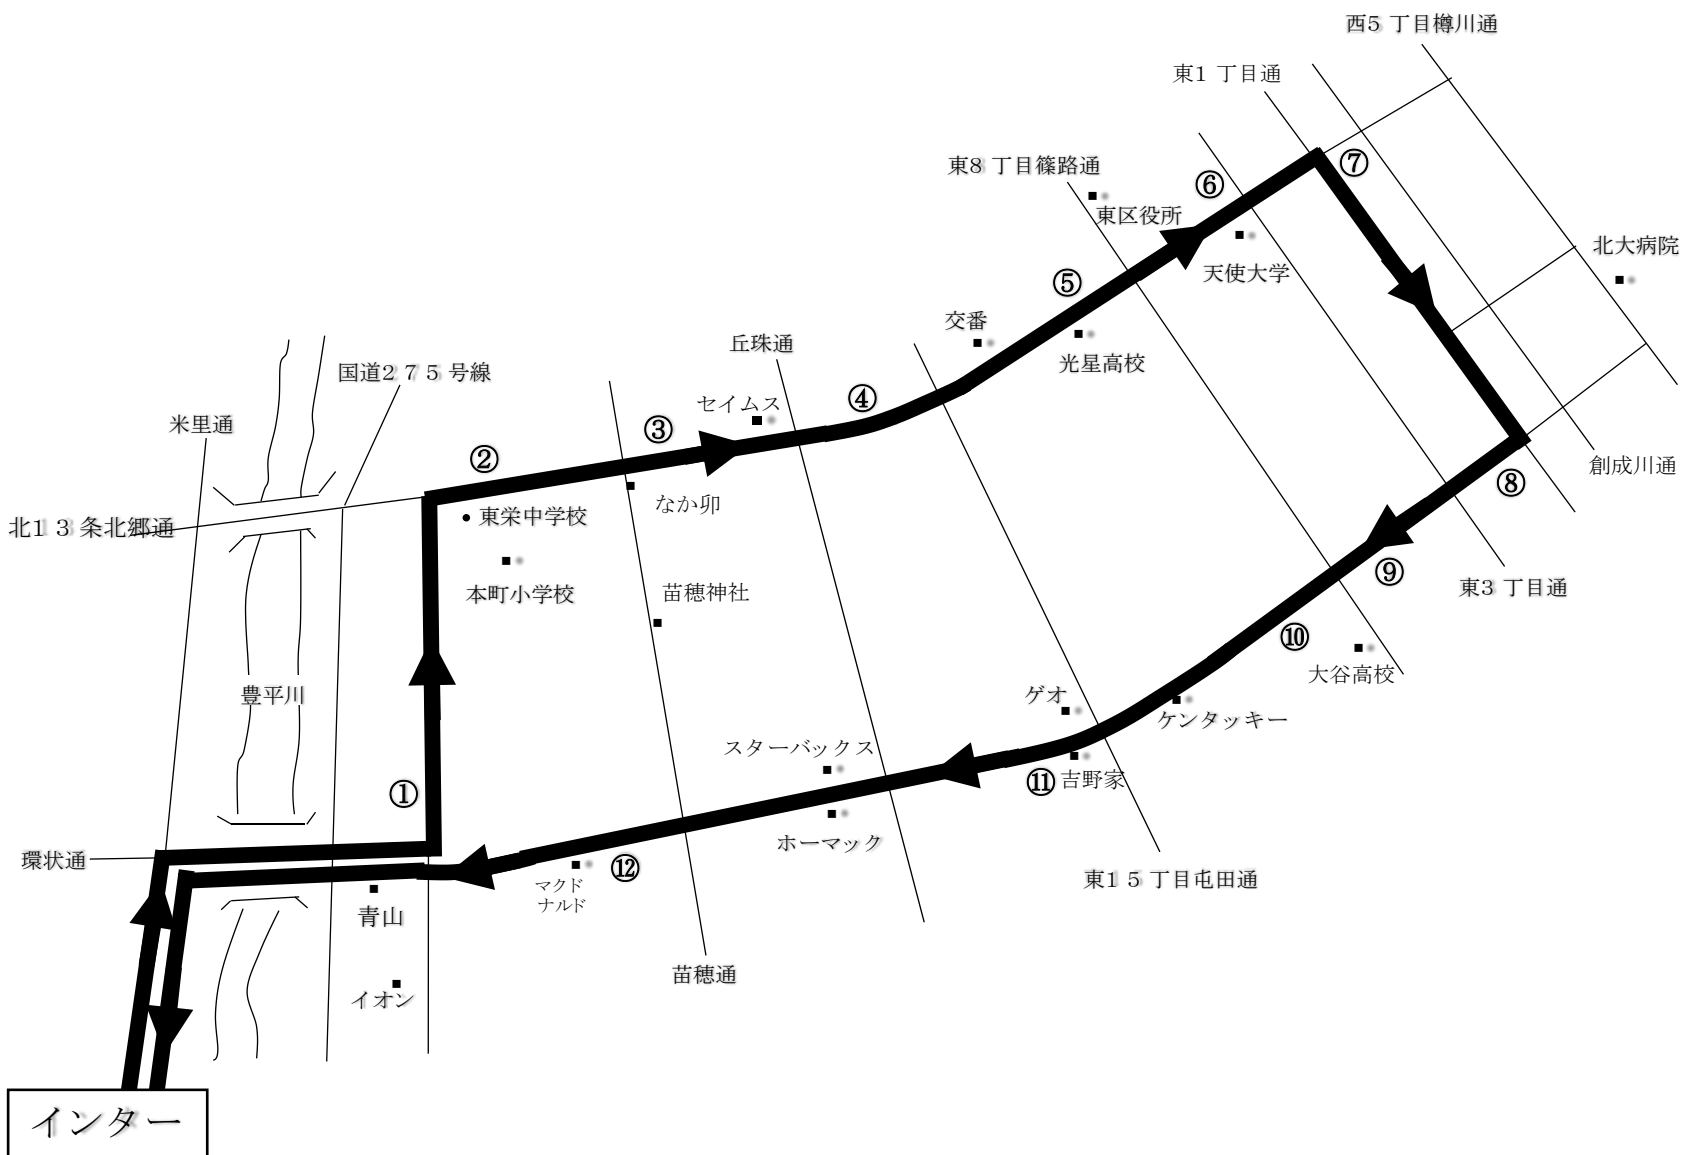 西5 丁目樽川通
東1 丁目通
東8 丁目篠路通
⑦
⑥
東区役所
北大病院
天使大学
⑤
交番
丘珠通
光星高校
国道2 7 5 号線
セイムス
④
米里通
③
②
創成川通
⑧
なか卯
東栄中学校
北1 3 条北郷通
⑨
東3 丁目通
苗穂神社
本町小学校
⑩
大谷高校
豊平川
ゲオ
ケンタッキー
スターバックス
⑪
吉野家
①
ホーマック
環状通
⑫
マクド
ナルド
東1 5 丁目屯田通
青山
苗穂通
イオン
インター